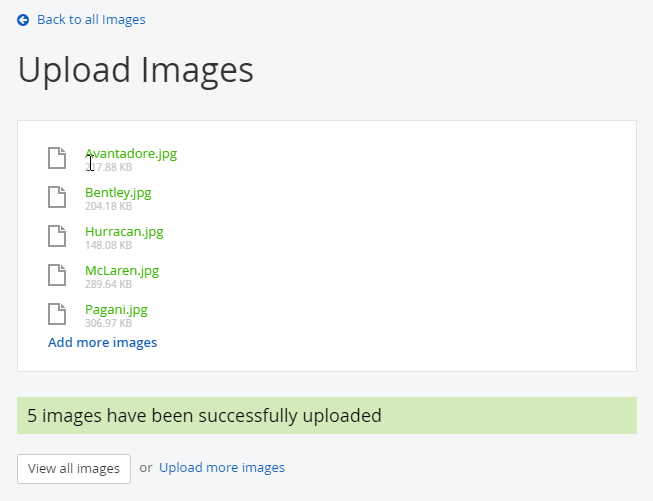 Back to all Images
Upload Images
Avantadore.jpg
217.88 KB
Bentley.jpg
204.18 KB
Hurracan.jpg
148.08 KB
McLaren.jpg
289.64 KB
Pagani.jpg
306.97 KB
Add more images
5 images have been successfully uploaded
View all images or Upload more images